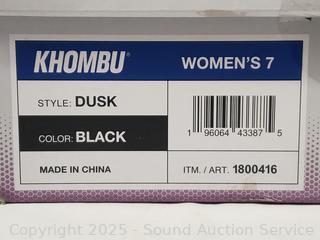 KHOMBU® WOMEN'S 7
STYLE: DUSK
COLOR: BLACK
1 96064 43387 5
MADE IN CHINA ITM. / ART. 1800416
Copyright © 2025 - Sound Auction Service